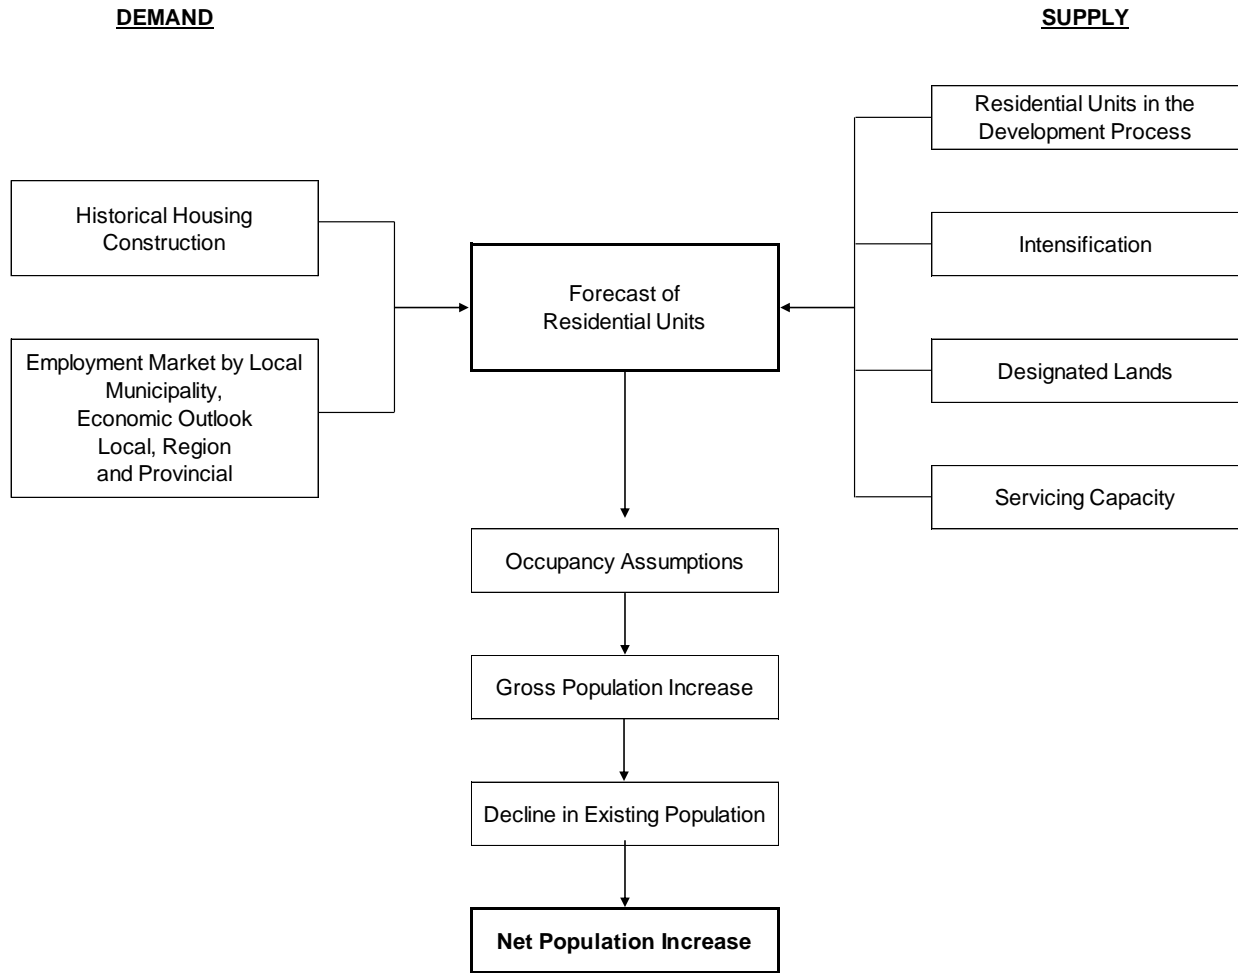 DEMAND
SUPPLY
Residential Units in the
Development Process
Historical Housing
Construction
Intensification
Forecast of
Residential Units
Employment Market by Local
Municipality,
Economic Outlook
Local, Region
and Provincial
Designated Lands
Servicing Capacity
Occupancy Assumptions
Gross Population Increase
Decline in Existing Population
Net Population Increase